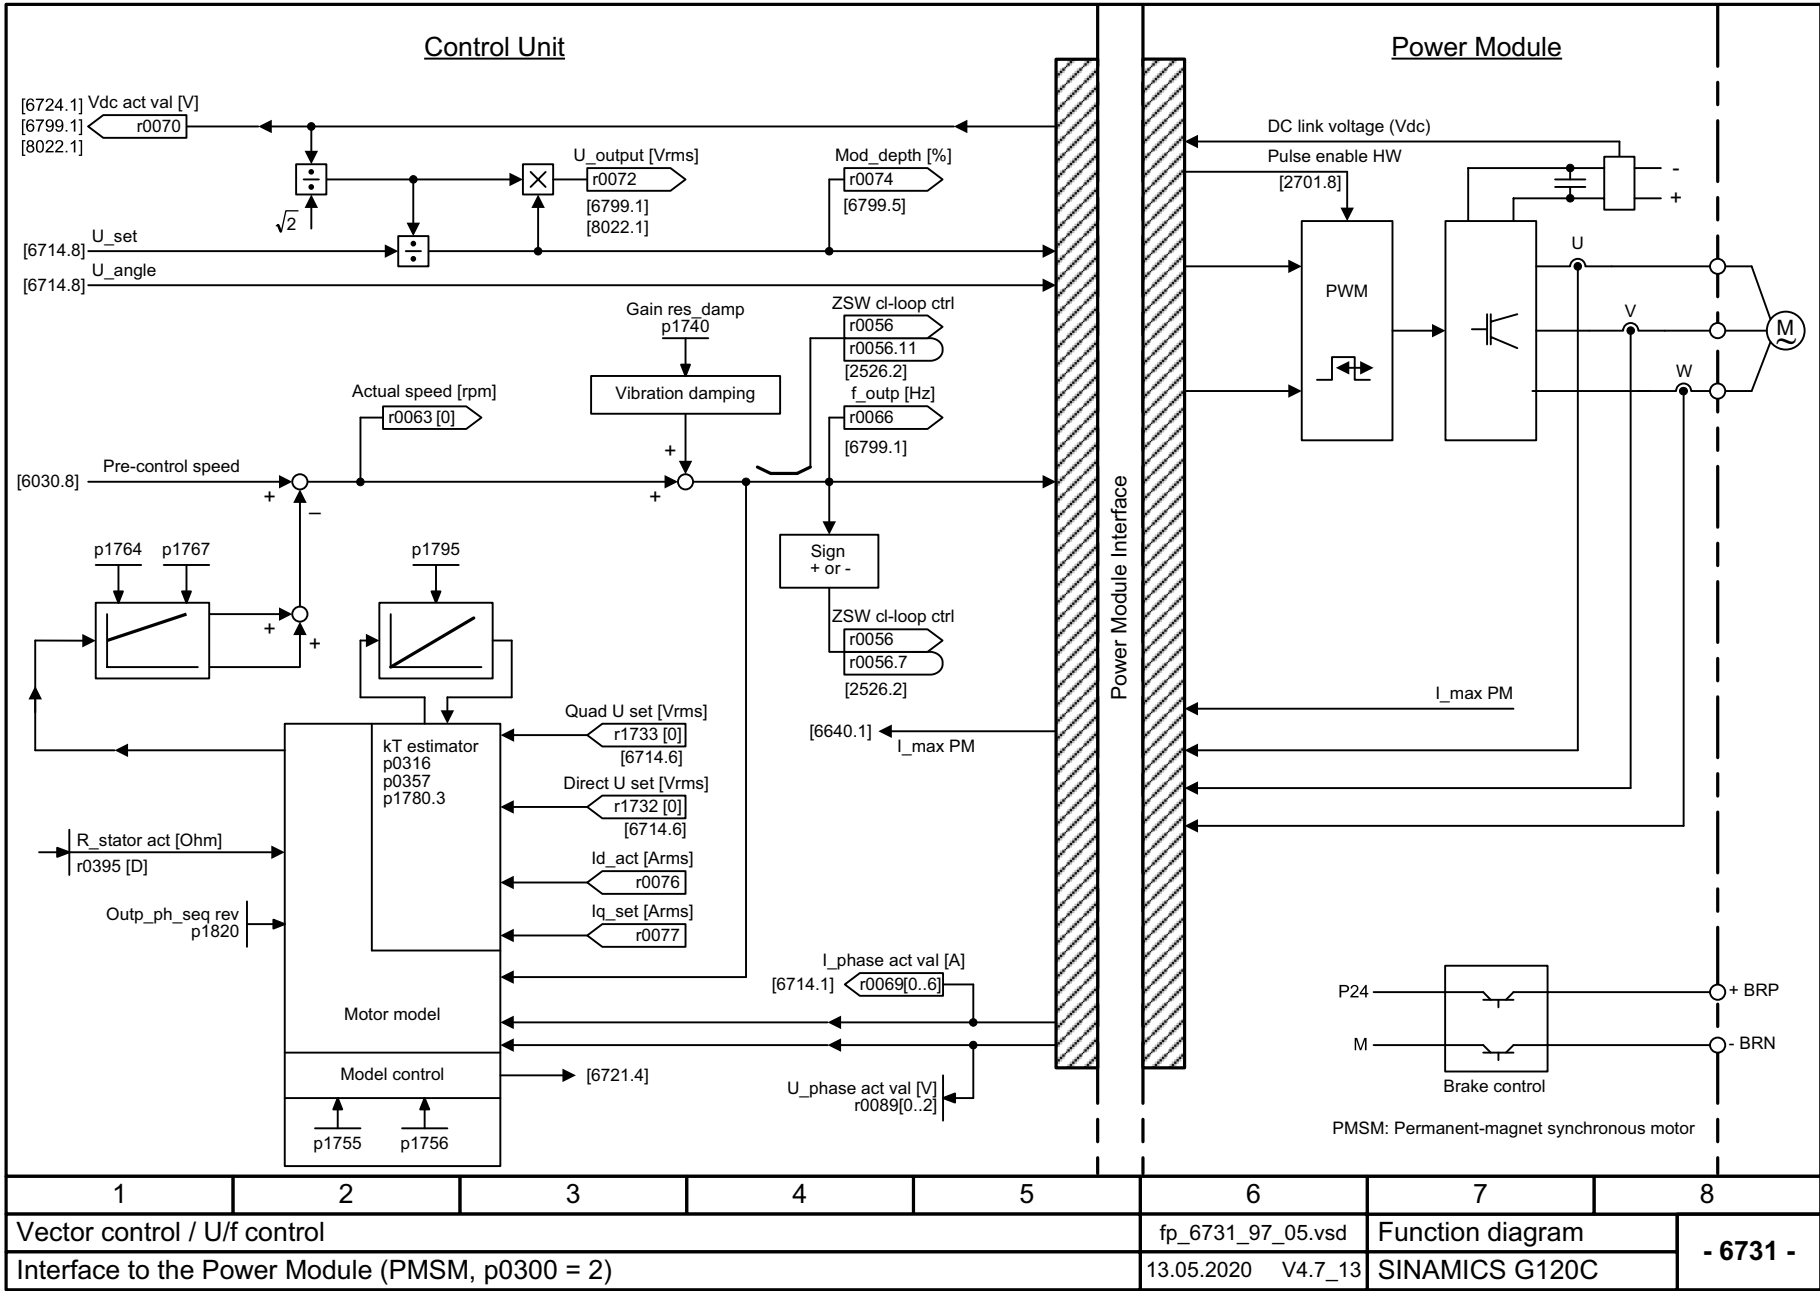 Control Unit
Power Module
[6724.1] Vdc act val [V]
[6799.1] r0070
[8022.1]
DC link voltage (Vdc)
Pulse enable HW
[2701.8]
-
+
U_output [Vrms]
r0072
[6799.1]
[8022.1]
Mod_depth [%]
r0074
[6799.5]
÷
×
√2
÷
U_set
[6714.8]
U_angle
[6714.8]
U
V
W
PWM
M
~
Gain res_damp
p1740
Vibration damping
ZSW cl-loop ctrl
r0056
r0056.11
[2526.2]
f_outp [Hz]
r0066
[6799.1]
Actual speed [rpm]
r0063 [0]
Pre-control speed
[6030.8]
+
–
+
+
Sign
+ or -
ZSW cl-loop ctrl
r0056
r0056.7
[2526.2]
Power Module Interface
p1764 p1767
p1795
+
+
I_max PM
[6640.1]
I_max PM
Quad U set [Vrms]
r1733 [0]
[6714.6]
Direct U set [Vrms]
r1732 [0]
[6714.6]
Id_act [Arms]
r0076
Iq_set [Arms]
r0077
kT estimator
p0316
p0357
p1780.3
R_stator act [Ohm]
r0395 [D]
Outp_ph_seq rev
p1820
I_phase act val [A]
[6714.1] r0069[0..6]
Motor model
Model control
[6721.4]
U_phase act val [V]
r0089[0..2]
p1755 p1756
P24
+ BRP
M
- BRN
Brake control
PMSM: Permanent-magnet synchronous motor
1 2 3 4 5 6 7 8
Vector control / U/f control
fp_6731_97_05.vsd
Function diagram
- 6731 -
Interface to the Power Module (PMSM, p0300 = 2)
13.05.2020 V4.7_13
SINAMICS G120C